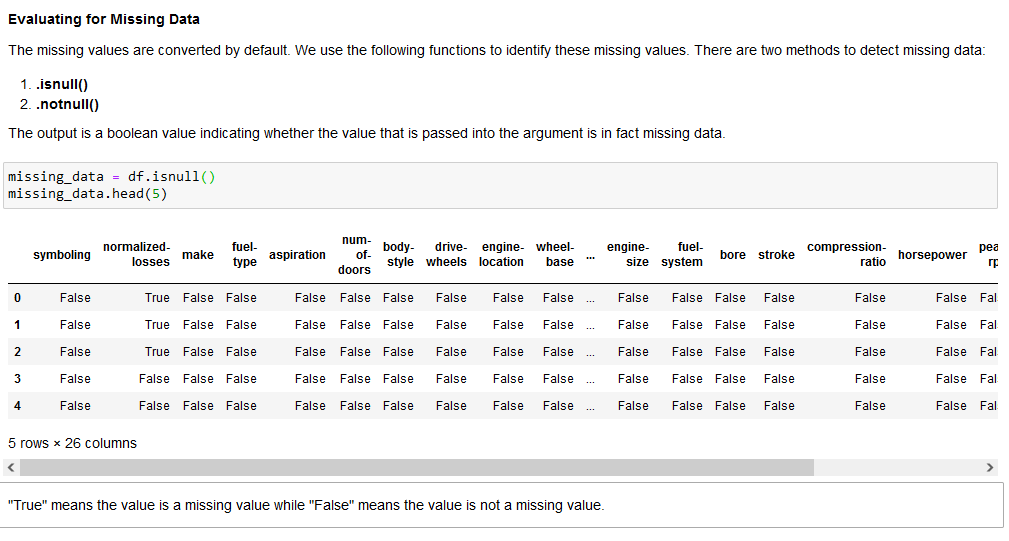 Evaluating for Missing Data
The missing values are converted by default. We use the following functions to identify these missing values. There are two methods to detect missing data:
1. .isnull()
2. .notnull()
The output is a boolean value indicating whether the value that is passed into the argument is in fact missing data.
missing_data = df.isnull()
missing_data.head(5)
symboling normalized-losses make fuel-type aspiration num-of-doors body-style drive-wheels engine-location wheel-base ... engine-size fuel-system bore stroke compression-ratio horsepower pea rp
0 False True False False False False False False False False ... False False False False False False Fal
1 False True False False False False False False False False ... False False False False False False Fal
2 False True False False False False False False False False ... False False False False False False Fal
3 False False False False False False False False False False ... False False False False False False Fal
4 False False False False False False False False False False ... False False False False False False Fal
5 rows × 26 columns
"True" means the value is a missing value while "False" means the value is not a missing value.